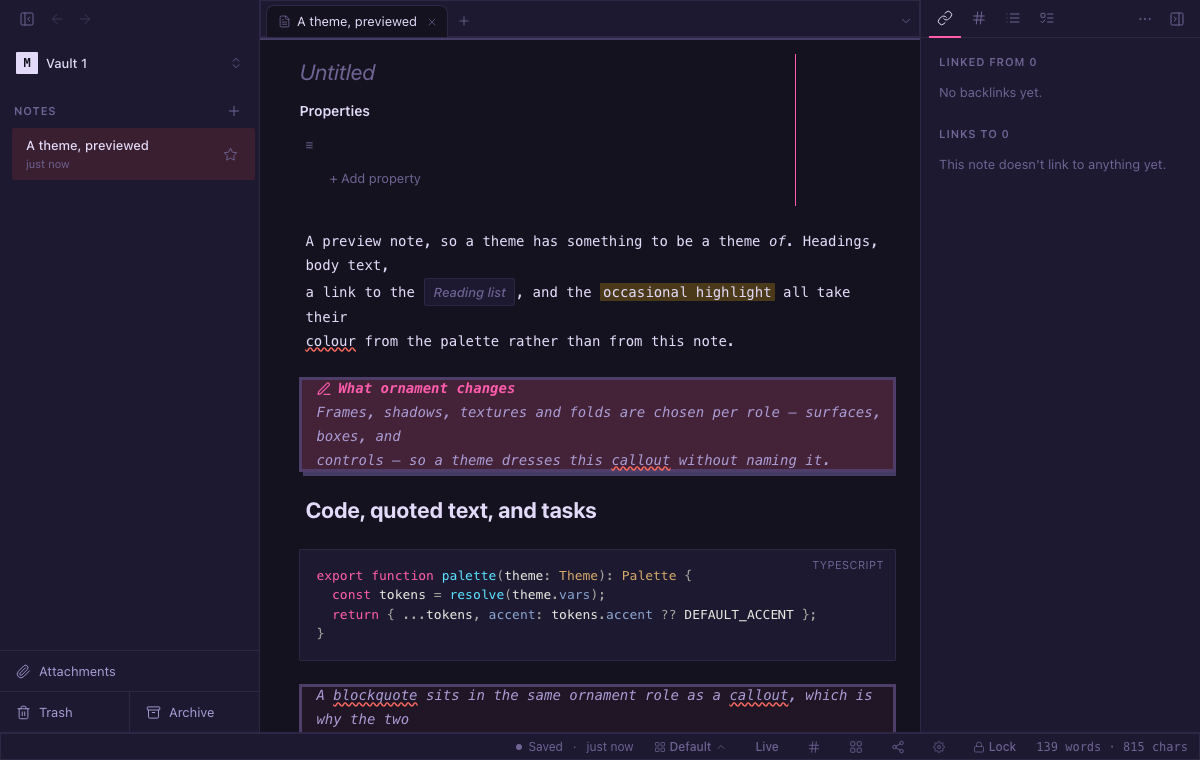 A theme, previewed
M Vault 1
NOTES
A theme, previewed
just now
Attachments
Trash
Archive
Untitled
Properties
+ Add property
A preview note, so a theme has something to be a theme of. Headings,
body text,
a link to the Reading list, and the occasional highlight all take
their
colour from the palette rather than from this note.
What ornament changes
Frames, shadows, textures and folds are chosen per role — surfaces,
boxes, and
controls — so a theme dresses this callout without naming it.
Code, quoted text, and tasks
TYPESCRIPT
export function palette(theme: Theme): Palette {
  const tokens = resolve(theme.vars);
  return { ...tokens, accent: tokens.accent ?? DEFAULT_ACCENT };
}
A blockquote sits in the same ornament role as a callout, which is
why the two
LINKED FROM 0
No backlinks yet.
LINKS TO 0
This note doesn't link to anything yet.
Saved · just now
Default
Live
Lock
139 words · 815 chars